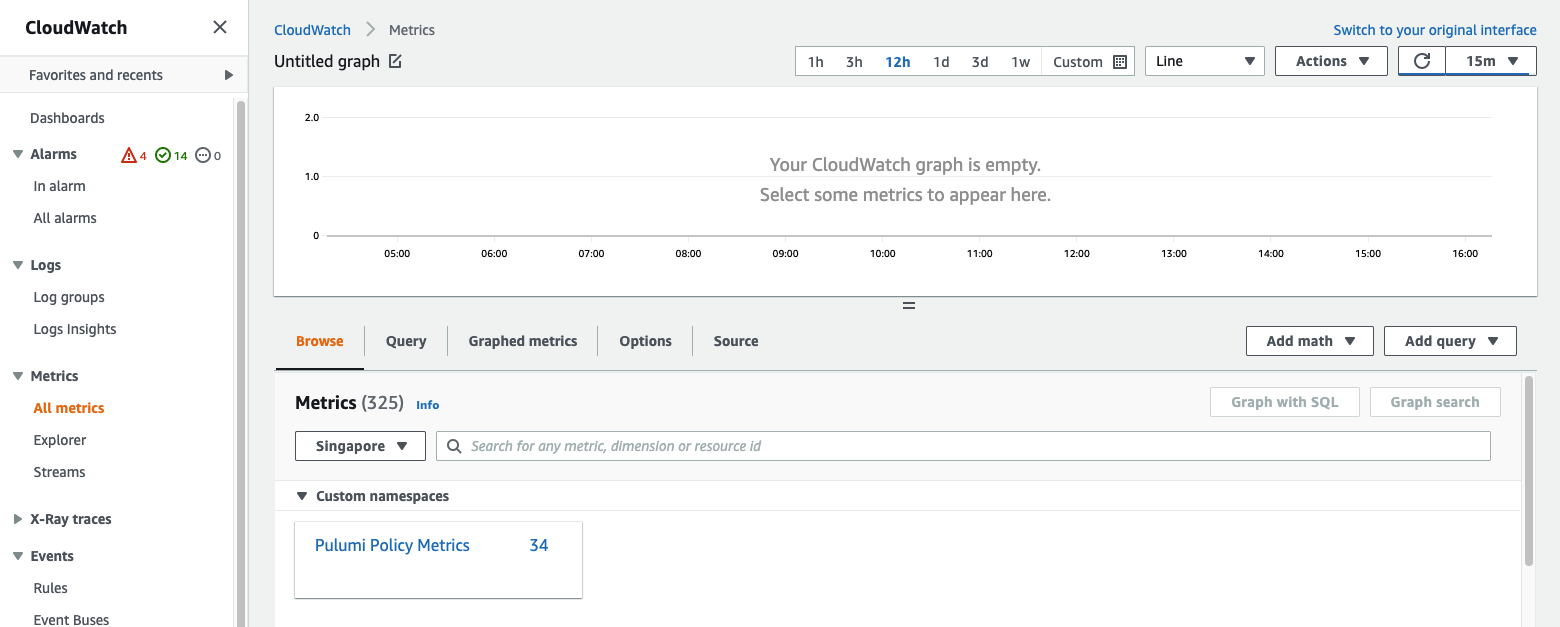 CloudWatch
Favorites and recents
Dashboards
Alarms 4 14 0
In alarm
All alarms
Logs
Log groups
Logs Insights
Metrics
All metrics
Explorer
Streams
X-Ray traces
Events
Rules
Event Buses
CloudWatch Metrics
Switch to your original interface
Untitled graph
1h 3h 12h 1d 3d 1w Custom
Line
Actions
15m
2.0
1.0
0
Your CloudWatch graph is empty.
Select some metrics to appear here.
05:00 06:00 07:00 08:00 09:00 10:00 11:00 12:00 13:00 14:00 15:00 16:00
Browse Query Graphed metrics Options Source
Add math Add query
Metrics (325) Info
Graph with SQL Graph search
Singapore
Search for any metric, dimension or resource id
Custom namespaces
Pulumi Policy Metrics 34